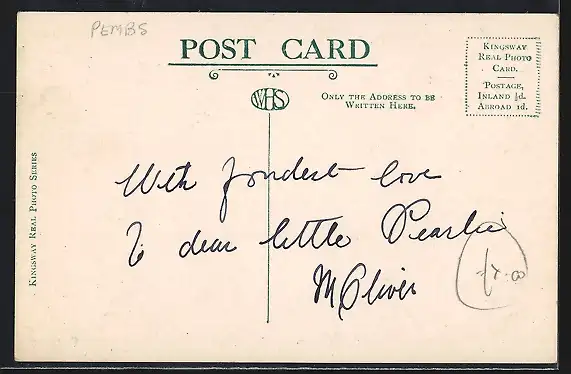 PEMBS
POST CARD
KINGSWAY
REAL PHOTO
CARD.
POSTAGE,
INLAND ½d.
ABROAD 1d.
WHS
ONLY THE ADDRESS TO BE
WRITTEN HERE.
KINGSWAY REAL PHOTO SERIES
With fondest love
to dear little Pearlie
M Oliver